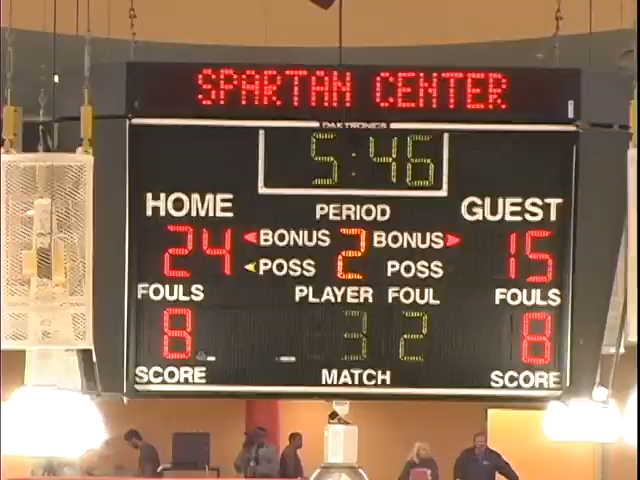 SPARTAN CENTER
DAKTRONICS
5:46
HOME PERIOD GUEST
24 BONUS 2 BONUS 15
POSS POSS
FOULS PLAYER FOUL FOULS
8 3 2 8
SCORE MATCH SCORE